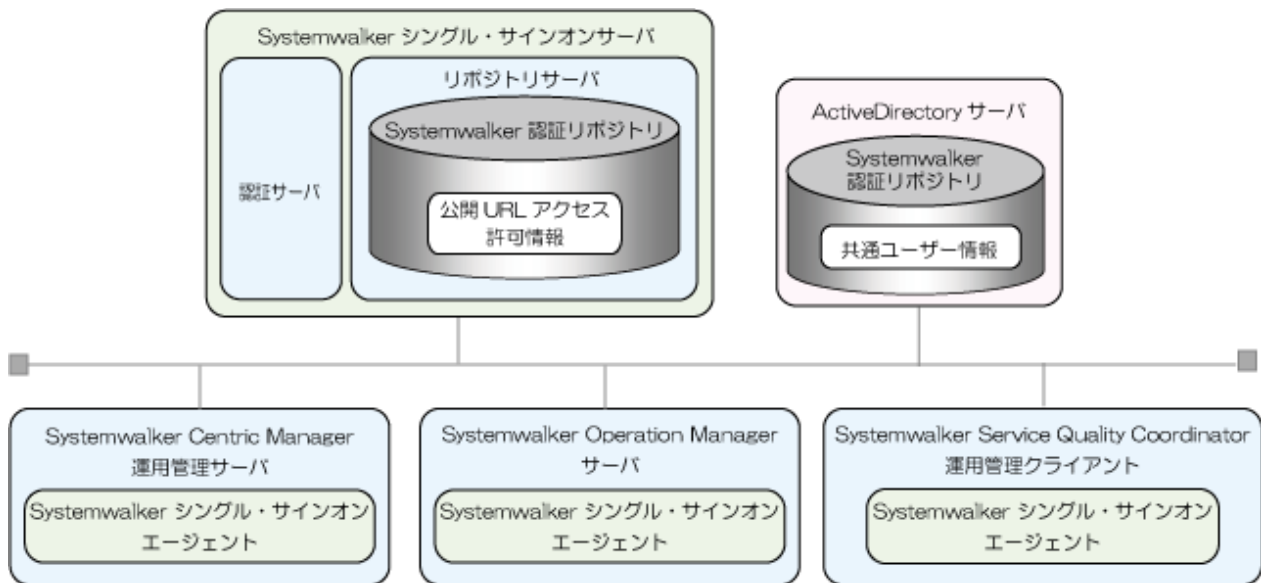 Systemwalker シングル・サインオンサーバ
認証サーバ
リポジトリサーバ
Systemwalker 認証リポジトリ
公開 URL アクセス
許可情報
ActiveDirectory サーバ
Systemwalker
認証リポジトリ
共通ユーザー情報
Systemwalker Centric Manager
運用管理サーバ
Systemwalker シングル・サインオン
エージェント
Systemwalker Operation Manager
サーバ
Systemwalker シングル・サインオン
エージェント
Systemwalker Service Quality Coordinator
運用管理クライアント
Systemwalker シングル・サインオン
エージェント